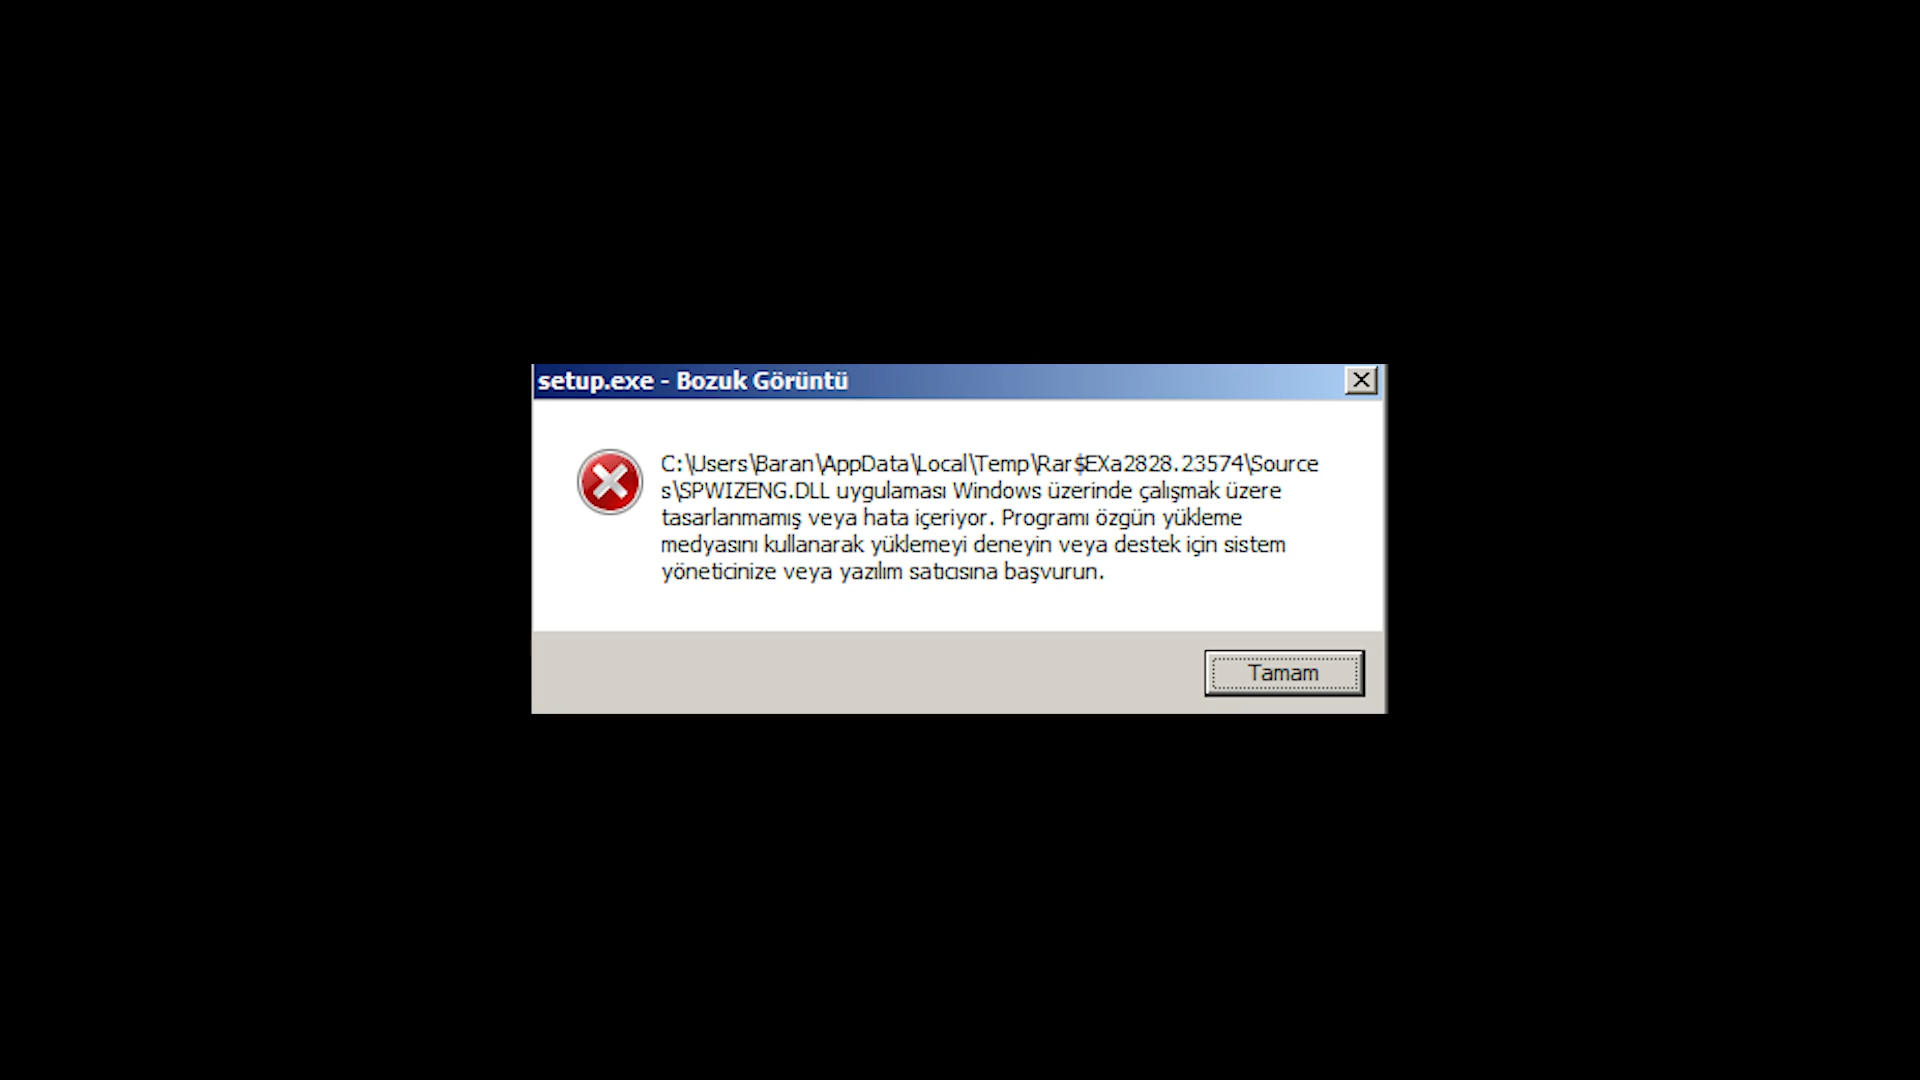 setup.exe - Bozuk Görüntü
C:\Users\Baran\AppData\Local\Temp\Rar$EXa2828.23574\Source
s\SPWIZENG.DLL uygulaması Windows üzerinde çalışmak üzere
tasarlanmamış veya hata içeriyor. Programı özgün yükleme
medyasını kullanarak yüklemeyi deneyin veya destek için sistem
yöneticinize veya yazılım satıcısına başvurun.
Tamam